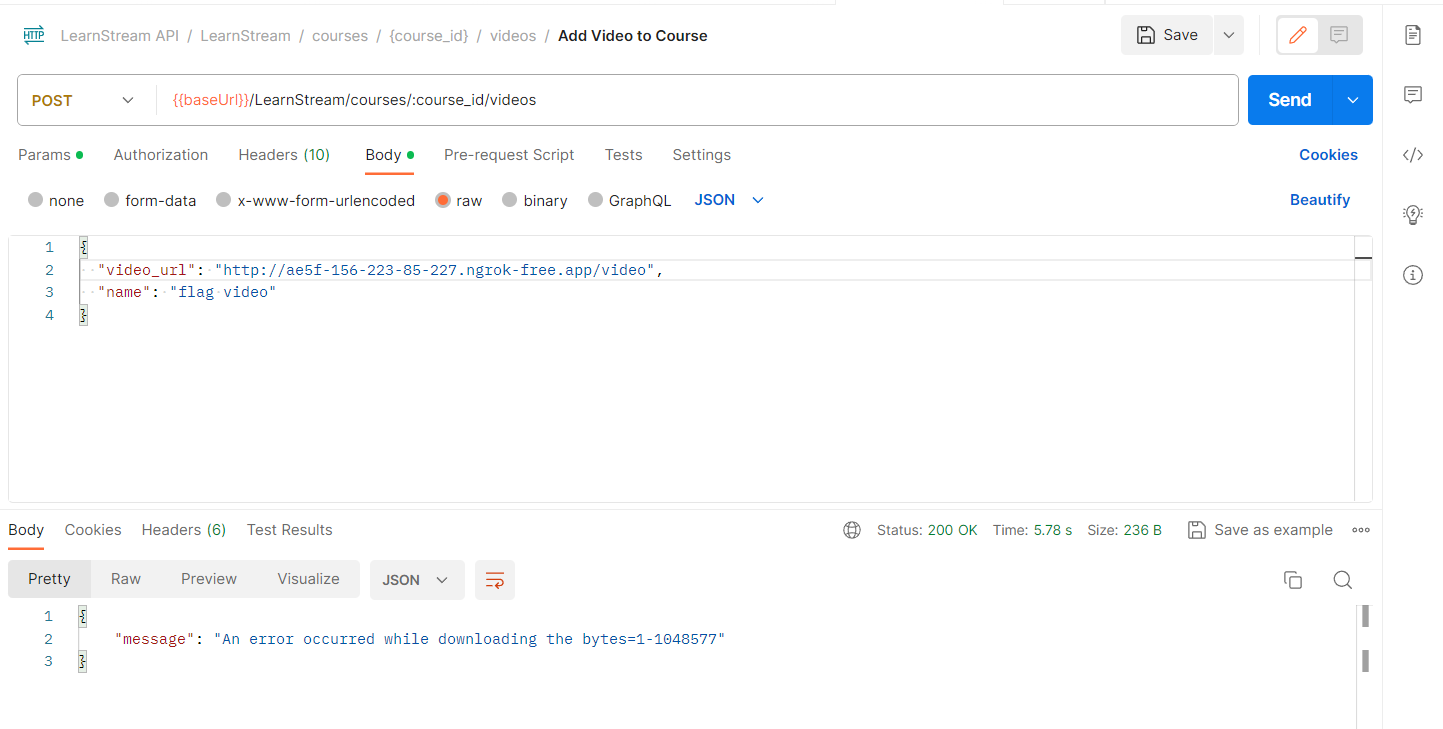 HTTP LearnStream API / LearnStream / courses / {course_id} / videos / Add Video to Course Save
POST {{baseUrl}}/LearnStream/courses/:course_id/videos Send
Params Authorization Headers (10) Body Pre-request Script Tests Settings Cookies
none form-data x-www-form-urlencoded raw binary GraphQL JSON Beautify
1 {
2 "video_url": "http://ae5f-156-223-85-227.ngrok-free.app/video",
3 "name": "flag video"
4 }
Body Cookies Headers (6) Test Results Status: 200 OK Time: 5.78 s Size: 236 B Save as example
Pretty Raw Preview Visualize JSON
1 {
2 "message": "An error occurred while downloading the bytes=1-1048577"
3 }